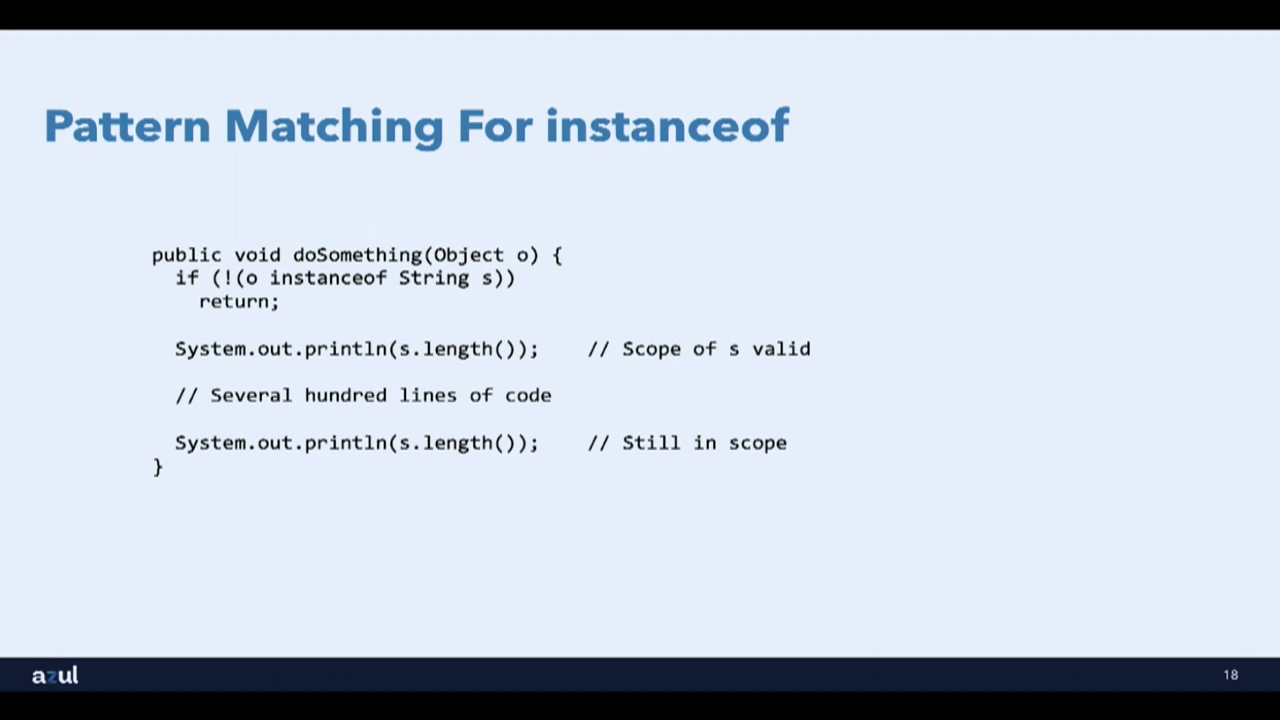 Pattern Matching For instanceof
public void doSomething(Object o) {
if (!(o instanceof String s))
return;
System.out.println(s.length()); // Scope of s valid
// Several hundred lines of code
System.out.println(s.length()); // Still in scope
}
azul
18